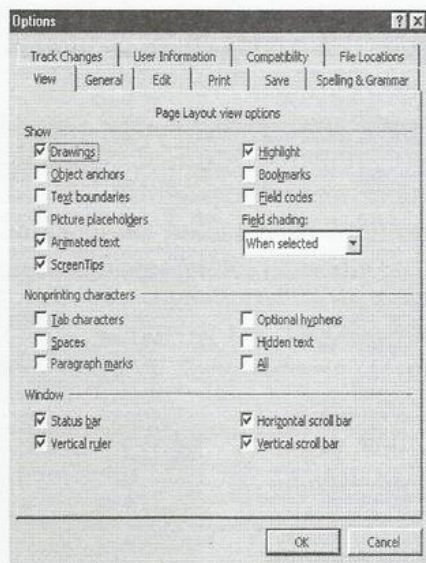 Options
Track Changes User Information Compatibility File Locations
View General Edit Print Save Spelling & Grammar
Page Layout view options
Show
Drawings Highlight
Object anchors Bookmarks
Text boundaries Field codes
Picture placeholders Field shading:
Animated text When selected
ScreenTips
Nonprinting characters
Tab characters Optional hyphens
Spaces Hidden text
Paragraph marks All
Window
Status bar Horizontal scroll bar
Vertical ruler Vertical scroll bar
OK Cancel